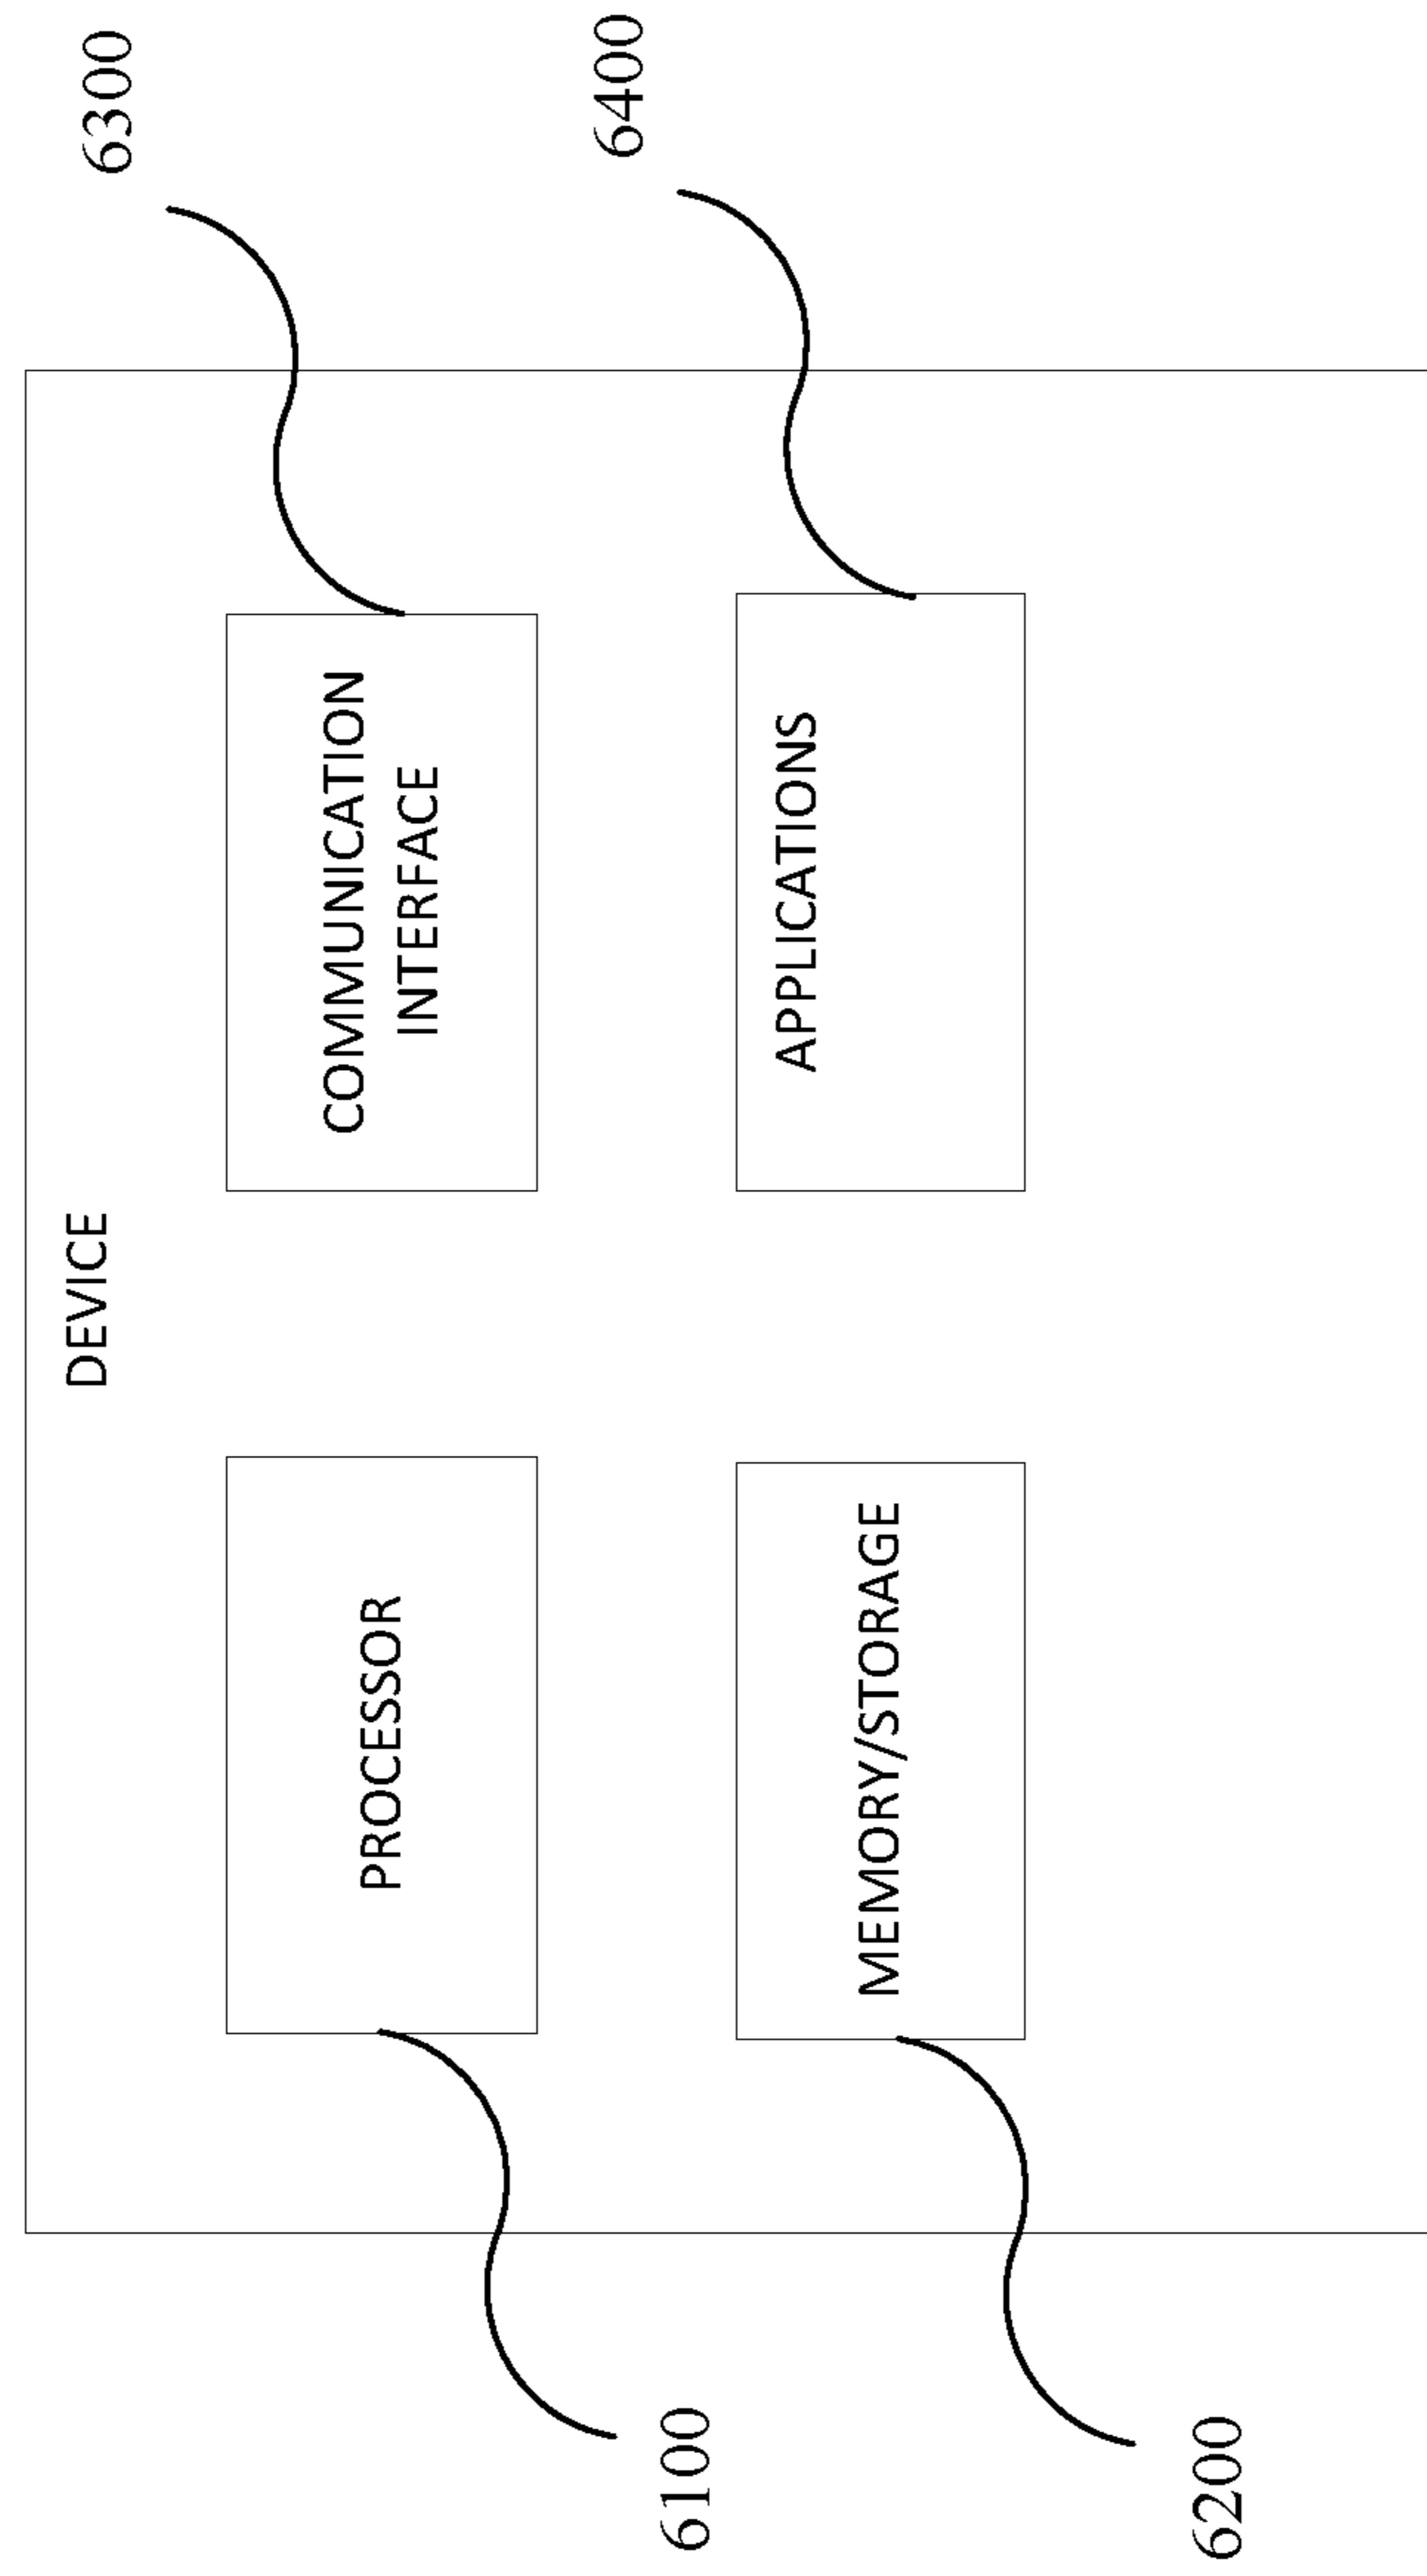 DEVICE
6300
PROCESSOR
COMMUNICATION
INTERFACE
6100
6400
MEMORY/STORAGE
APPLICATIONS
6200